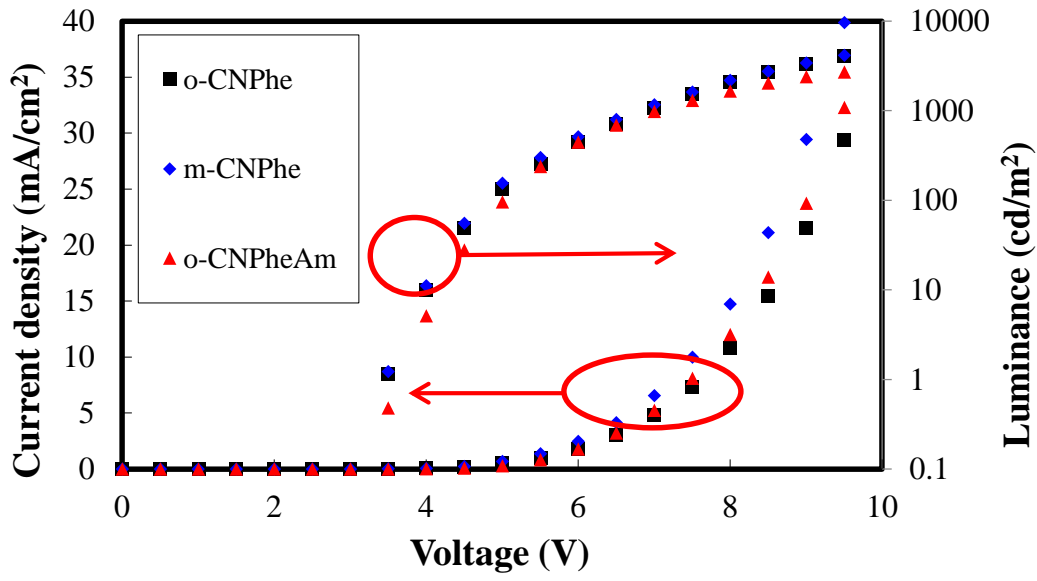 Current density (mA/cm²)
40
35
30
25
20
15
10
5
0
o-CNPhe
m-CNPhe
o-CNPheAm
10000
1000
100
10
1
0.1
Luminance (cd/m²)
0 2 4 6 8 10
Voltage (V)